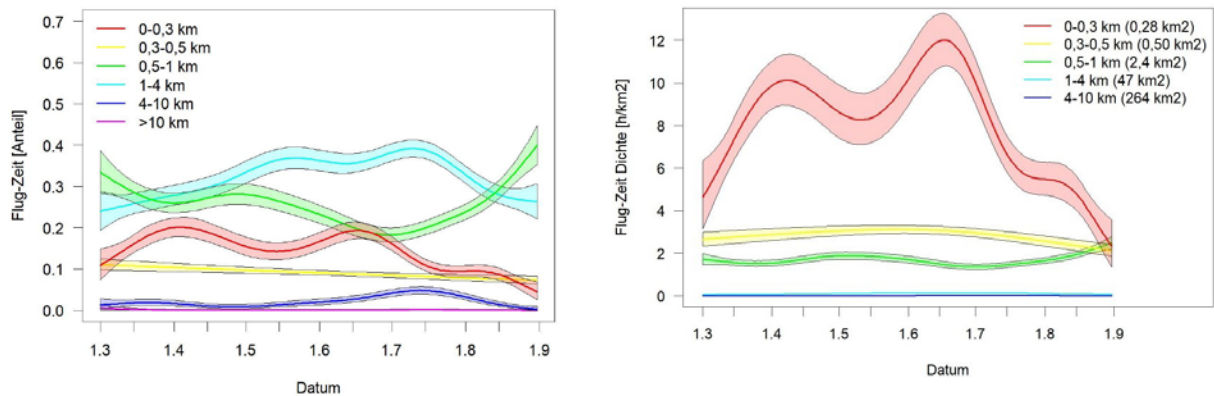 0-0,3 km
0,3-0,5 km
0,5-1 km
1-4 km
4-10 km
>10 km
Flug-Zeit [Anteil]
0.7
0.6
0.5
0.4
0.3
0.2
0.1
0.0
1.3 1.4 1.5 1.6 1.7 1.8 1.9
Datum
0-0,3 km (0,28 km2)
0,3-0,5 km (0,50 km2)
0,5-1 km (2,4 km2)
1-4 km (47 km2)
4-10 km (264 km2)
Flug-Zeit Dichte [h/km2]
12
10
8
6
4
2
0
1.3 1.4 1.5 1.6 1.7 1.8 1.9
Datum